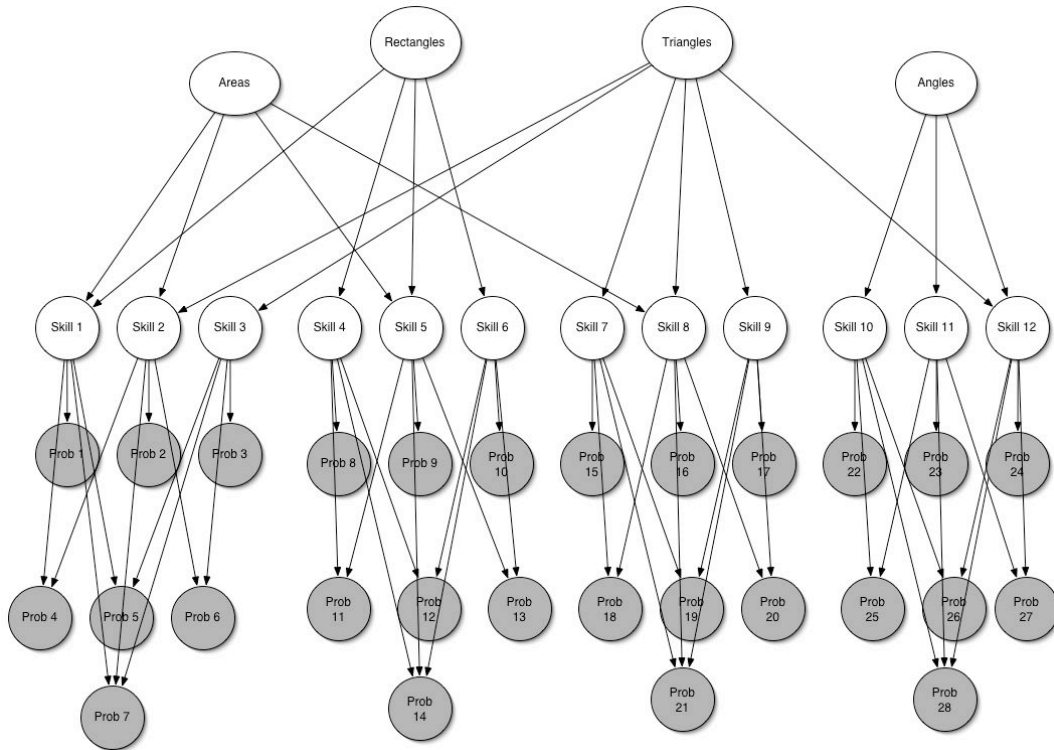 Rectangles
Triangles
Areas
Angles
Skill 1
Skill 2
Skill 3
Skill 4
Skill 5
Skill 6
Skill 7
Skill 8
Skill 9
Skill 10
Skill 11
Skill 12
Prob 1
Prob 2
Prob 3
Prob 8
Prob 9
Prob
10
Prob
15
Prob
16
Prob
17
Prob
22
Prob
23
Prob
24
Prob 4
Prob 5
Prob 6
Prob
11
Prob
12
Prob
13
Prob
18
Prob
19
Prob
20
Prob
25
Prob
26
Prob
27
Prob 7
Prob
14
Prob
21
Prob
28